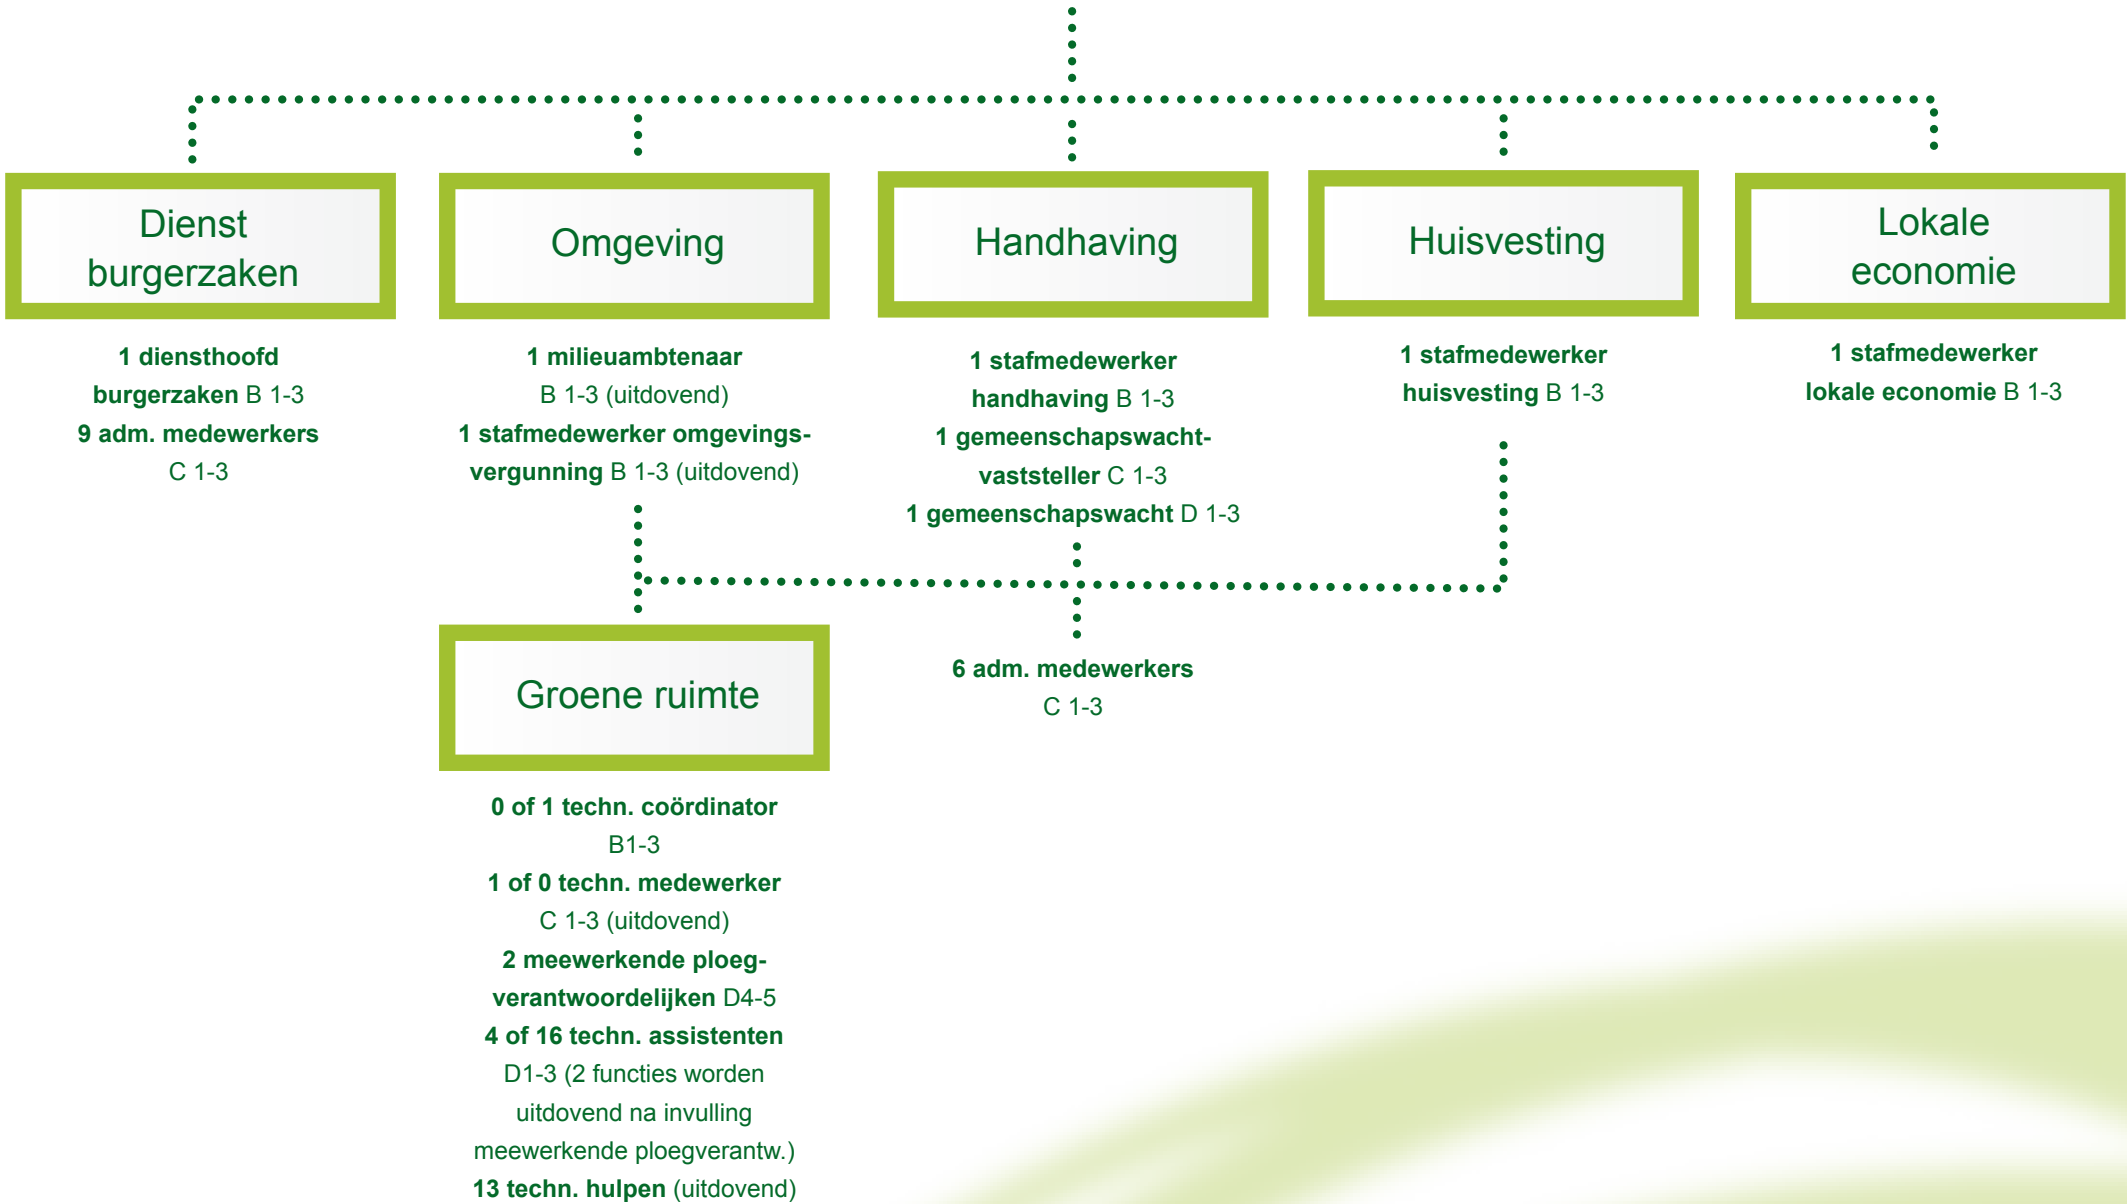 Dienst
burgerzaken
1 diensthoofd
burgerzaken B 1-3
9 adm. medewerkers
C 1-3
Omgeving
1 milieuambtenaar
B 1-3 (uitdovend)
1 stafmedewerker omgevings-
vergunning B 1-3 (uitdovend)
Handhaving
1 stafmedewerker
handhaving B 1-3
1 gemeenschapswacht-
vaststeller C 1-3
1 gemeenschapswacht D 1-3
Huisvesting
1 stafmedewerker
huisvesting B 1-3
Lokale
economie
1 stafmedewerker
lokale economie B 1-3
Groene ruimte
0 of 1 techn. coördinator
B1-3
1 of 0 techn. medewerker
C 1-3 (uitdovend)
2 meewerkende ploeg-
verantwoordelijken D4-5
4 of 16 techn. assistenten
D1-3 (2 functies worden
uitdovend na invulling
meewerkende ploegverantw.)
13 techn. hulpen (uitdovend)
6 adm. medewerkers
C 1-3